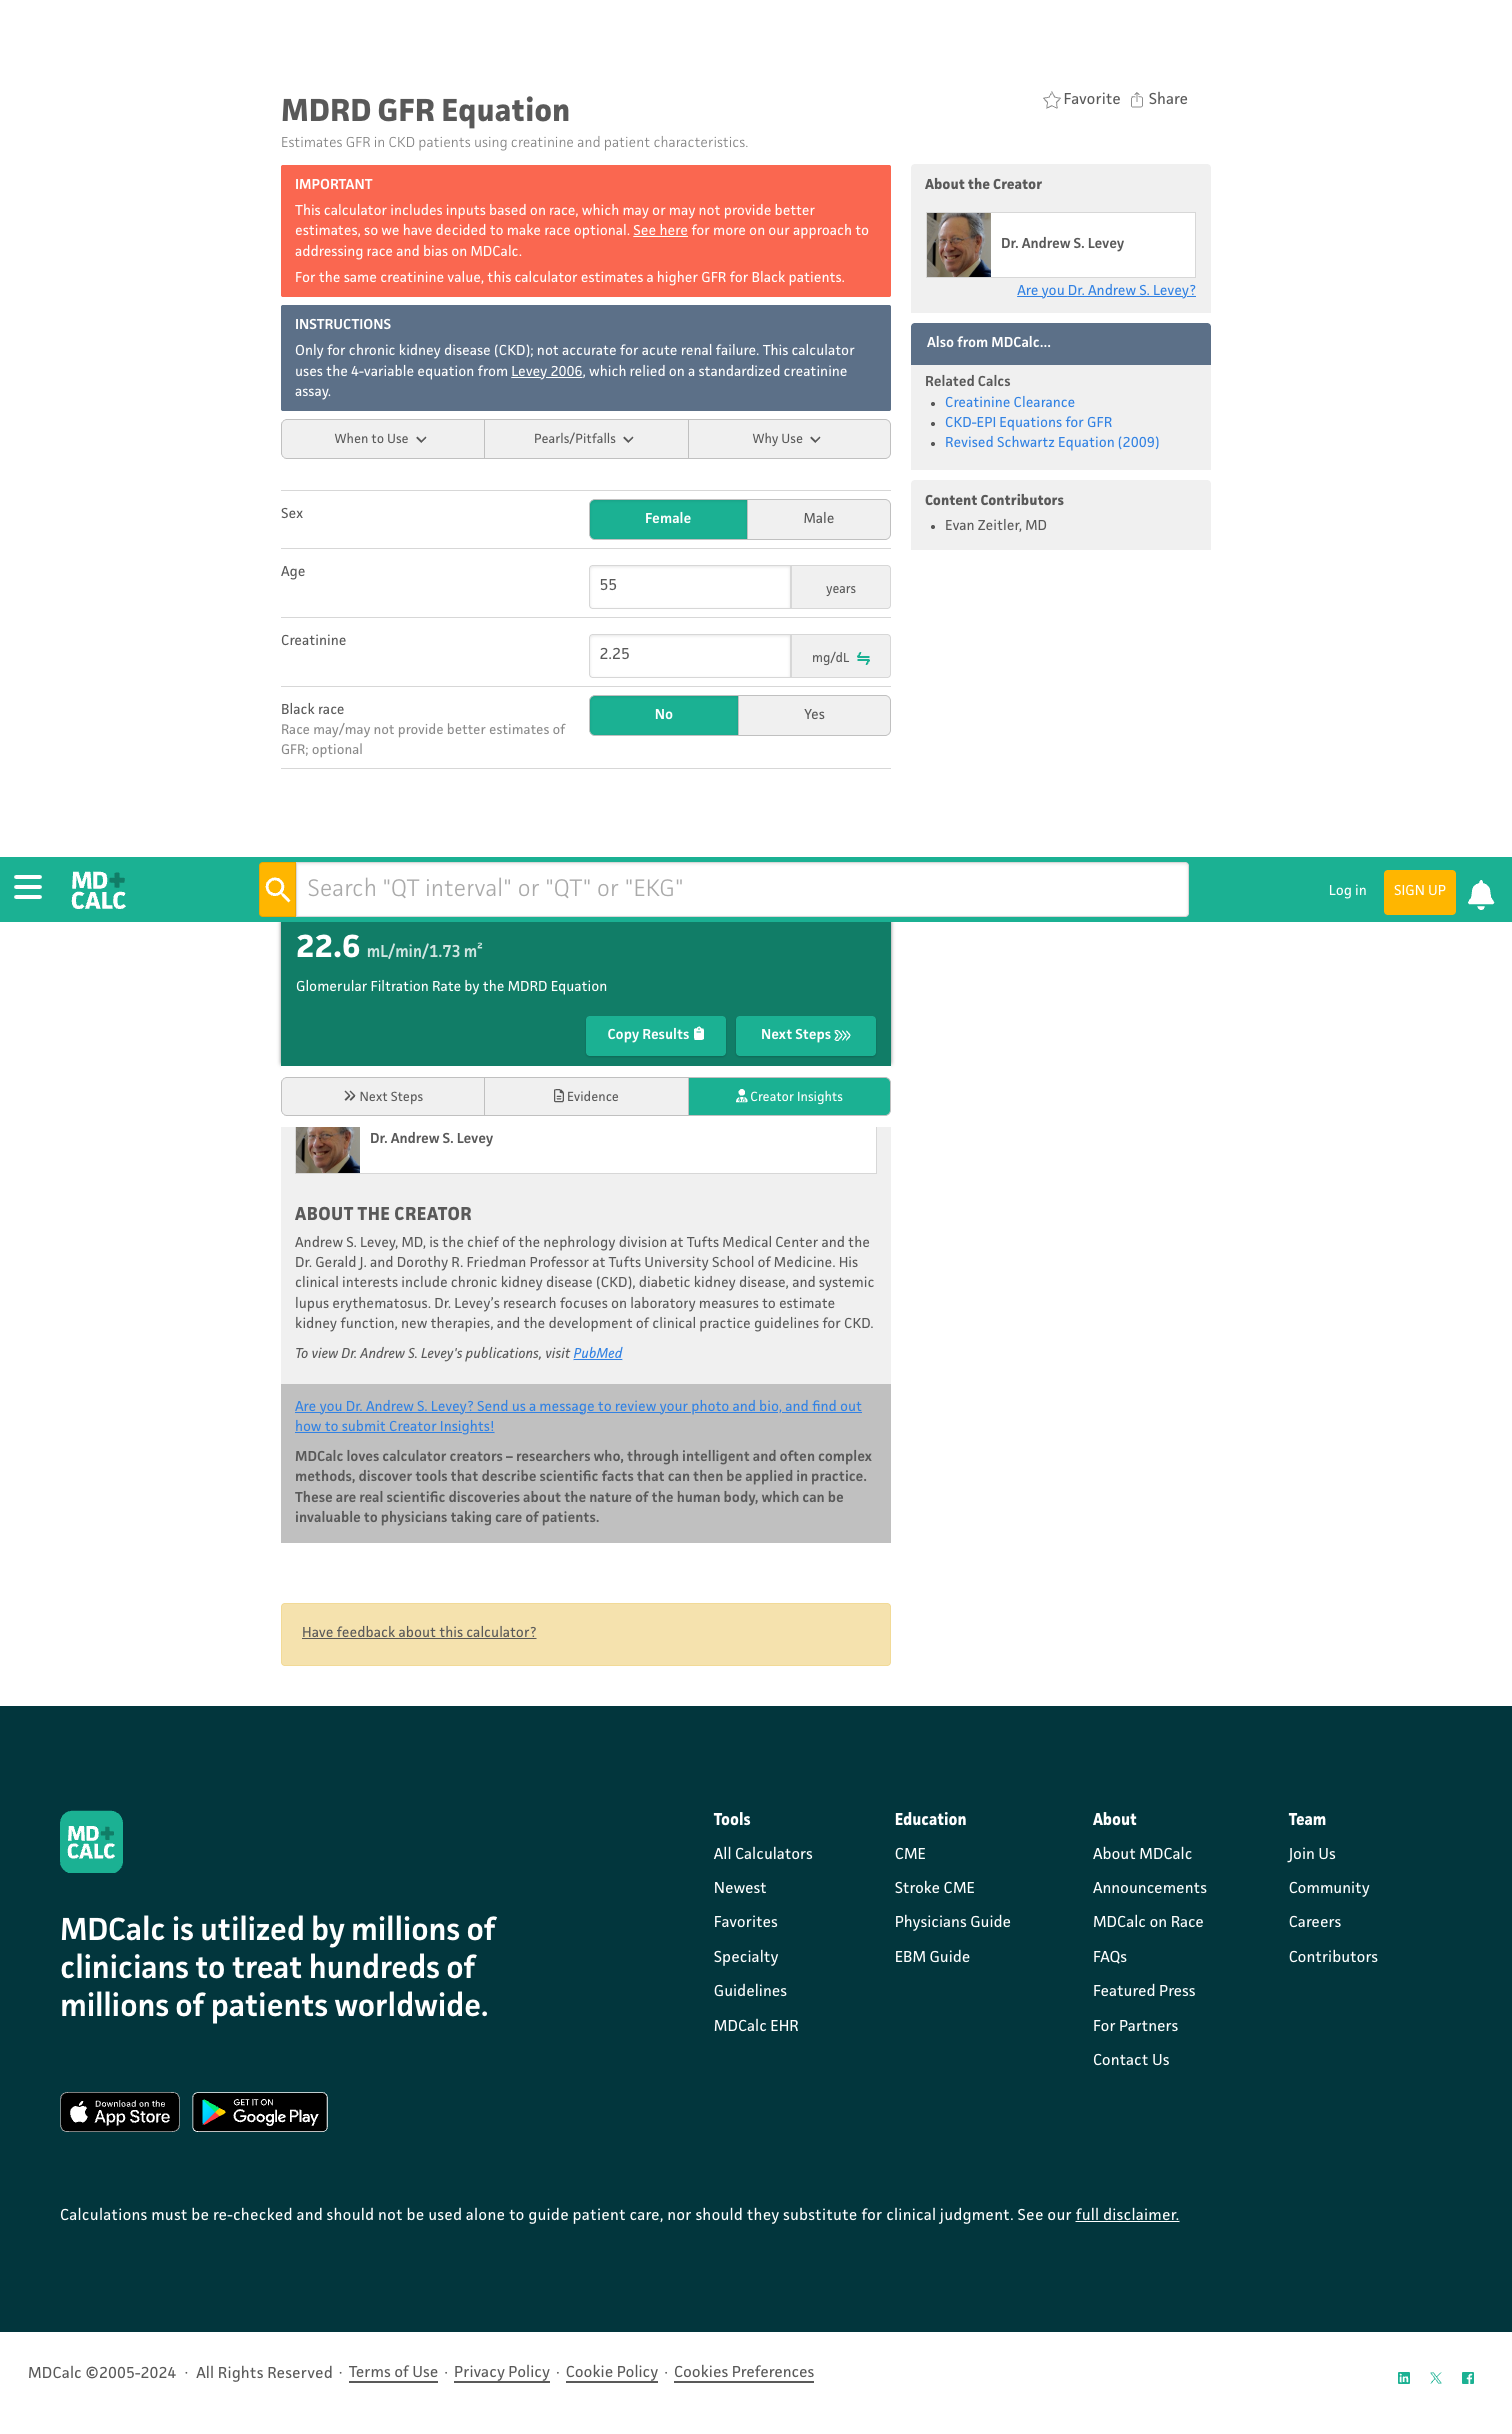 MDRD GFR Equation
Favorite Share
Estimates GFR in CKD patients using creatinine and patient characteristics.
IMPORTANT
This calculator includes inputs based on race, which may or may not provide better
estimates, so we have decided to make race optional. See here for more on our approach to
addressing race and bias on MDCalc.
For the same creatinine value, this calculator estimates a higher GFR for Black patients.
INSTRUCTIONS
Only for chronic kidney disease (CKD); not accurate for acute renal failure. This calculator
uses the 4-variable equation from Levey 2006, which relied on a standardized creatinine
assay.
When to Use
Pearls/Pitfalls
Why Use
Sex
Female
Male
Age
55
years
Creatinine
2.25
mg/dL
Black race
Race may/may not provide better estimates of
GFR; optional
No
Yes
About the Creator
Dr. Andrew S. Levey
Are you Dr. Andrew S. Levey?
Also from MDCalc...
Related Calcs
• Creatinine Clearance
• CKD-EPI Equations for GFR
• Revised Schwartz Equation (2009)
Content Contributors
• Evan Zeitler, MD
MD+
CALC
Search "QT interval" or "QT" or "EKG"
Log in
SIGN UP
22.6 mL/min/1.73 m²
Glomerular Filtration Rate by the MDRD Equation
Copy Results
Next Steps
Next Steps
Evidence
Creator Insights
Dr. Andrew S. Levey
ABOUT THE CREATOR
Andrew S. Levey, MD, is the chief of the nephrology division at Tufts Medical Center and the
Dr. Gerald J. and Dorothy R. Friedman Professor at Tufts University School of Medicine. His
clinical interests include chronic kidney disease (CKD), diabetic kidney disease, and systemic
lupus erythematosus. Dr. Levey’s research focuses on laboratory measures to estimate
kidney function, new therapies, and the development of clinical practice guidelines for CKD.
To view Dr. Andrew S. Levey's publications, visit PubMed
Are you Dr. Andrew S. Levey? Send us a message to review your photo and bio, and find out
how to submit Creator Insights!
MDCalc loves calculator creators – researchers who, through intelligent and often complex
methods, discover tools that describe scientific facts that can then be applied in practice.
These are real scientific discoveries about the nature of the human body, which can be
invaluable to physicians taking care of patients.
Have feedback about this calculator?
MD+
CALC
MDCalc is utilized by millions of
clinicians to treat hundreds of
millions of patients worldwide.
Download on the
App Store
GET IT ON
Google Play
Tools
All Calculators
Newest
Favorites
Specialty
Guidelines
MDCalc EHR
Education
CME
Stroke CME
Physicians Guide
EBM Guide
About
About MDCalc
Announcements
MDCalc on Race
FAQs
Featured Press
For Partners
Contact Us
Team
Join Us
Community
Careers
Contributors
Calculations must be re-checked and should not be used alone to guide patient care, nor should they substitute for clinical judgment. See our full disclaimer.
MDCalc ©2005-2024 · All Rights Reserved · Terms of Use · Privacy Policy · Cookie Policy · Cookies Preferences